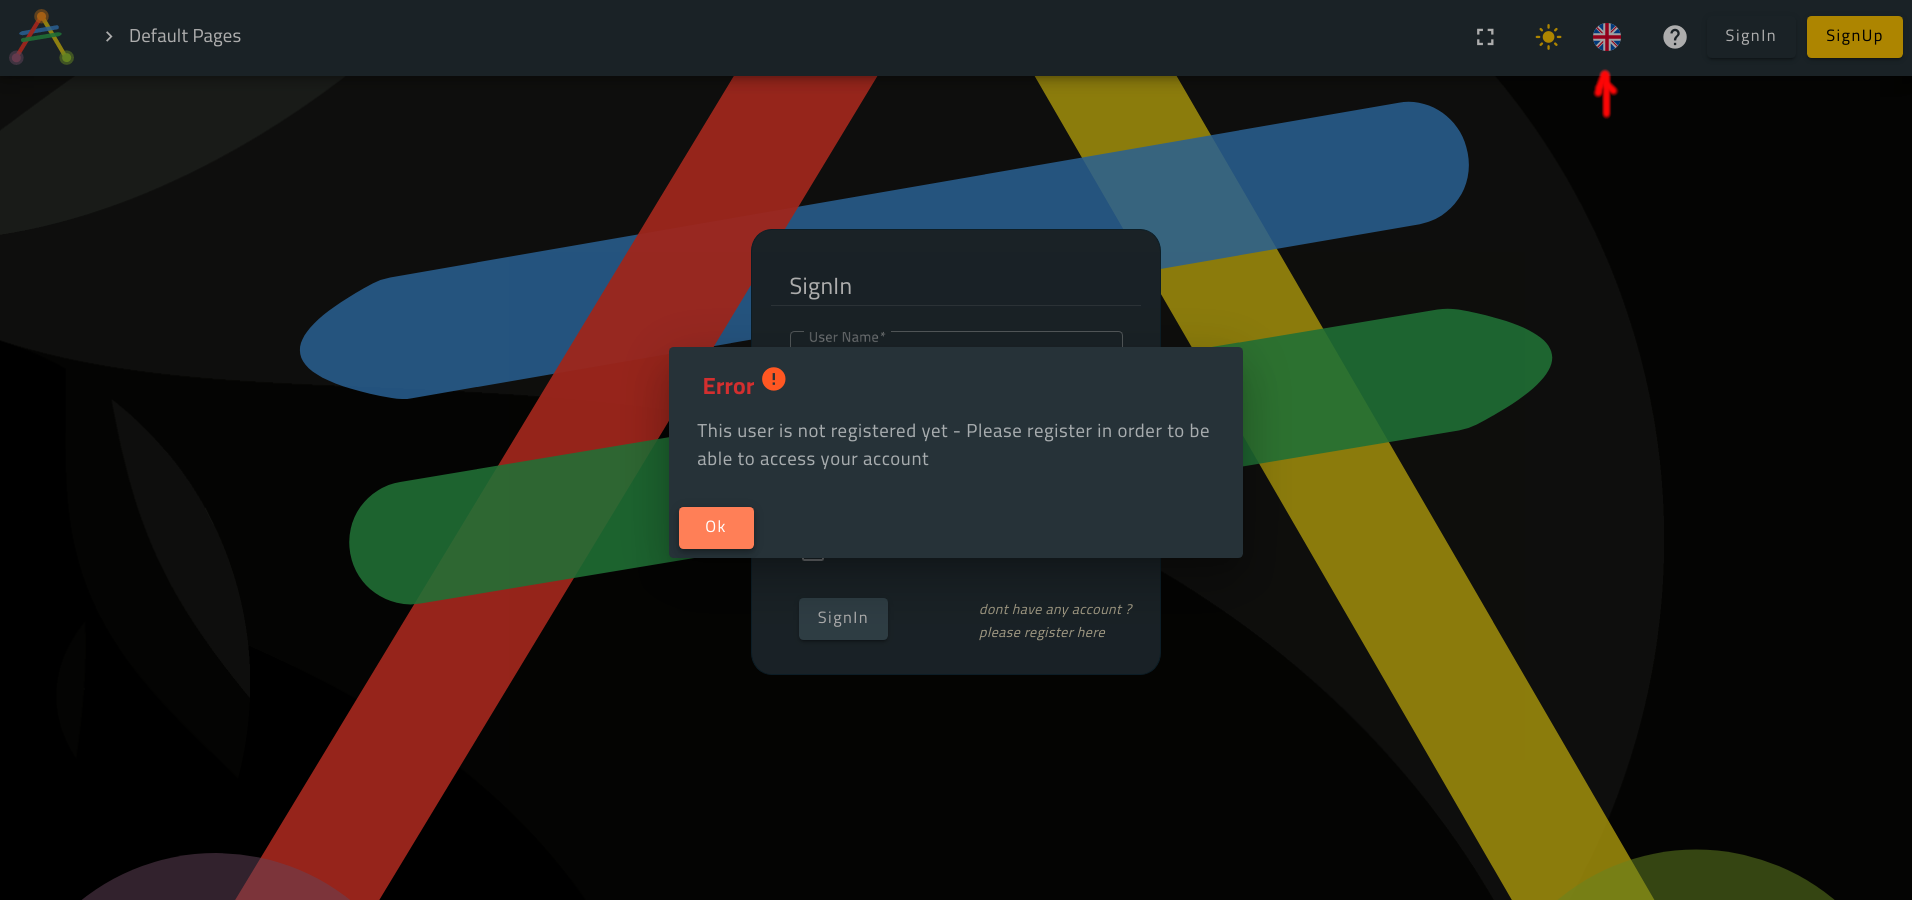 Default Pages
SignIn
SignUp
SignIn
User Name*
Error
This user is not registered yet - Please register in order to be
able to access your account
Ok
SignIn
dont have any account ?
please register here